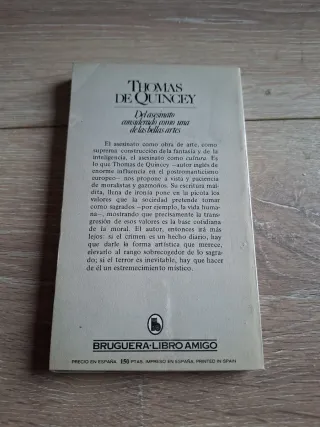 THOMAS
DE QUINCEY
Del asesinato
considerado como una
de las bellas artes
El asesinato como obra de arte, como
suprema construcción de la fantasía y de
la inteligencia, el asesinato como cultura. Es
lo que Thomas de Quincey —autor inglés de
enorme influencia en el postromantismo
europeo— nos propone a vista y paciencia
de moralistas y gazmoños. Su escritura mal-
dita, llena de ironía pone en la picota los
valores que la sociedad pretende tomar
como sagrados —por ejemplo, la vida huma-
na—, mostrando que precisamente la trans-
gresión de esos valores es la base cotidiana
de la moral. El autor, entonces irá más
lejos: si el crimen es un hecho diario, hay
que darle la forma artística que merece,
elevarlo al rango sobrecogedor de lo sagra-
do; si el terror es inevitable, hay que hacer
de él un estremecimiento místico.
BRUGUERA·LIBRO AMIGO
PRECIO EN ESPAÑA, 150 PTAS. IMPRESO EN ESPAÑA. PRINTED IN SPAIN